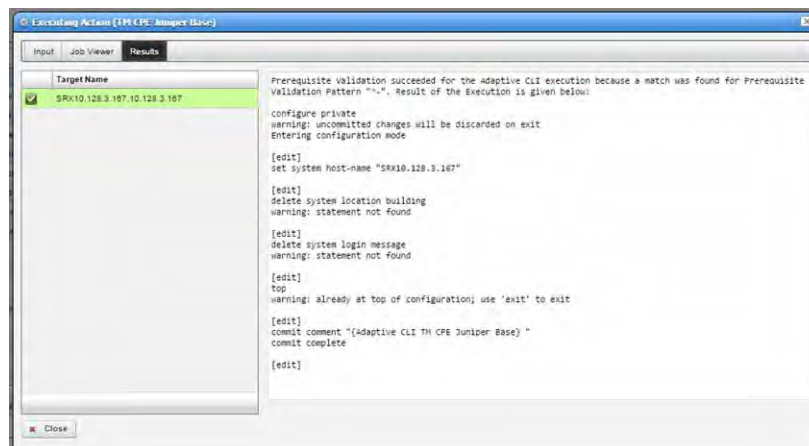 Executing Action (TM CPE Juniper Base)
Input Job Viewer Results
Target Name
SRX10.128.3.167.10.128.3.167
Prerequisite Validation succeeded for the Adaptive CLI execution because a match was found for Prerequisite
Validation Pattern "^-". Result of the Execution is given below:
configure private
warning: uncommitted changes will be discarded on exit
Entering configuration mode
[edit]
set system host-name "SRX10.128.3.167"
[edit]
delete system location building
warning: statement not found
[edit]
delete system login message
warning: statement not found
[edit]
top
warning: already at top of configuration; use 'exit' to exit
[edit]
commit comment "{Adaptive CLI TM CPE Juniper Base} "
commit complete
[edit]
Close